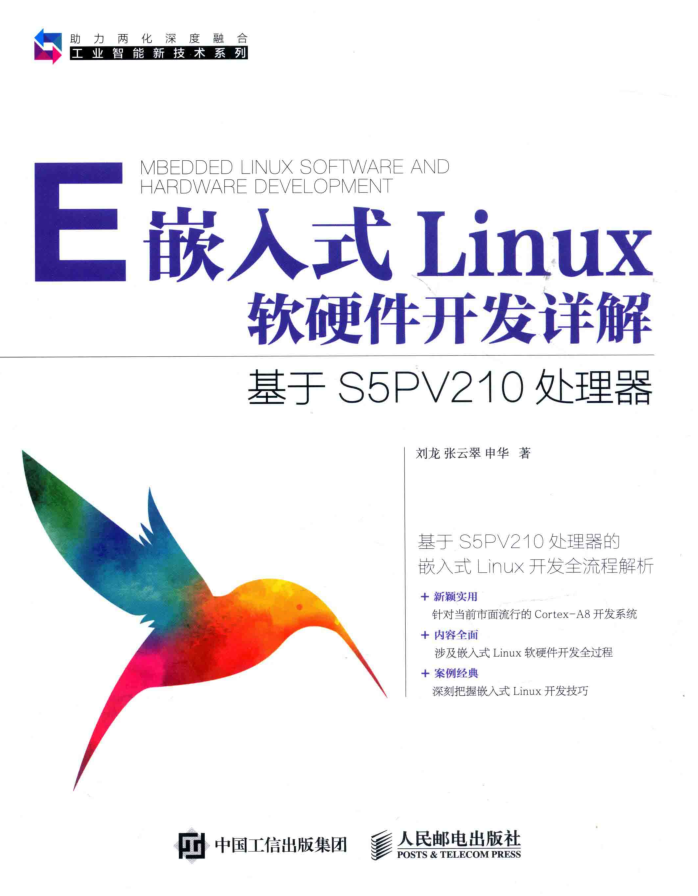 助力两化深度融合
工业智能新技术系列
EMBEDDED LINUX SOFTWARE AND
HARDWARE DEVELOPMENT
嵌入式 Linux
软硬件开发详解
基于 S5PV210 处理器
刘龙 张云翠 申华 著
基于 S5PV210 处理器的
嵌入式 Linux 开发全流程解析
+ 新颖实用
针对当前市面流行的 Cortex-A8 开发系统
+ 内容全面
涉及嵌入式 Linux 软硬件开发全过程
+ 案例经典
深刻把握嵌入式 Linux 开发技巧
中国工信出版集团
人民邮电出版社
POSTS & TELECOM PRESS